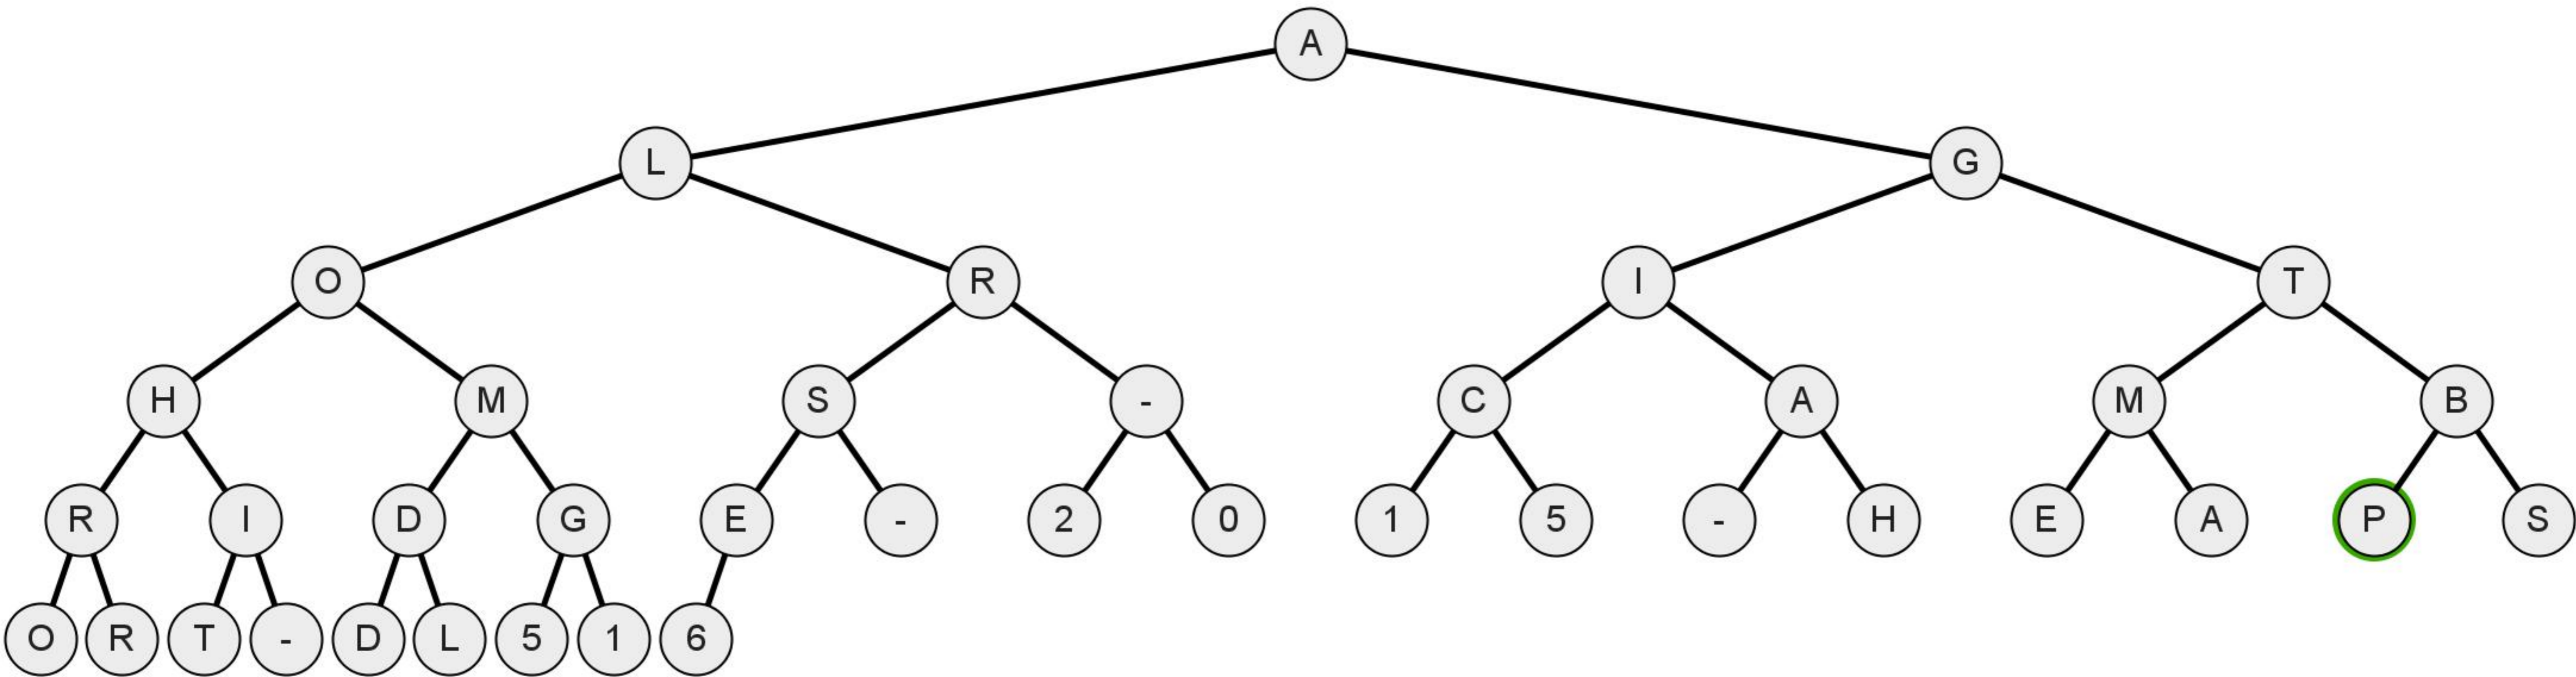 A
L G
O R I T
H M S - C A M B
R I D G E - 2 0 1 5 - H E A P S
O R T - D L 5 1 6